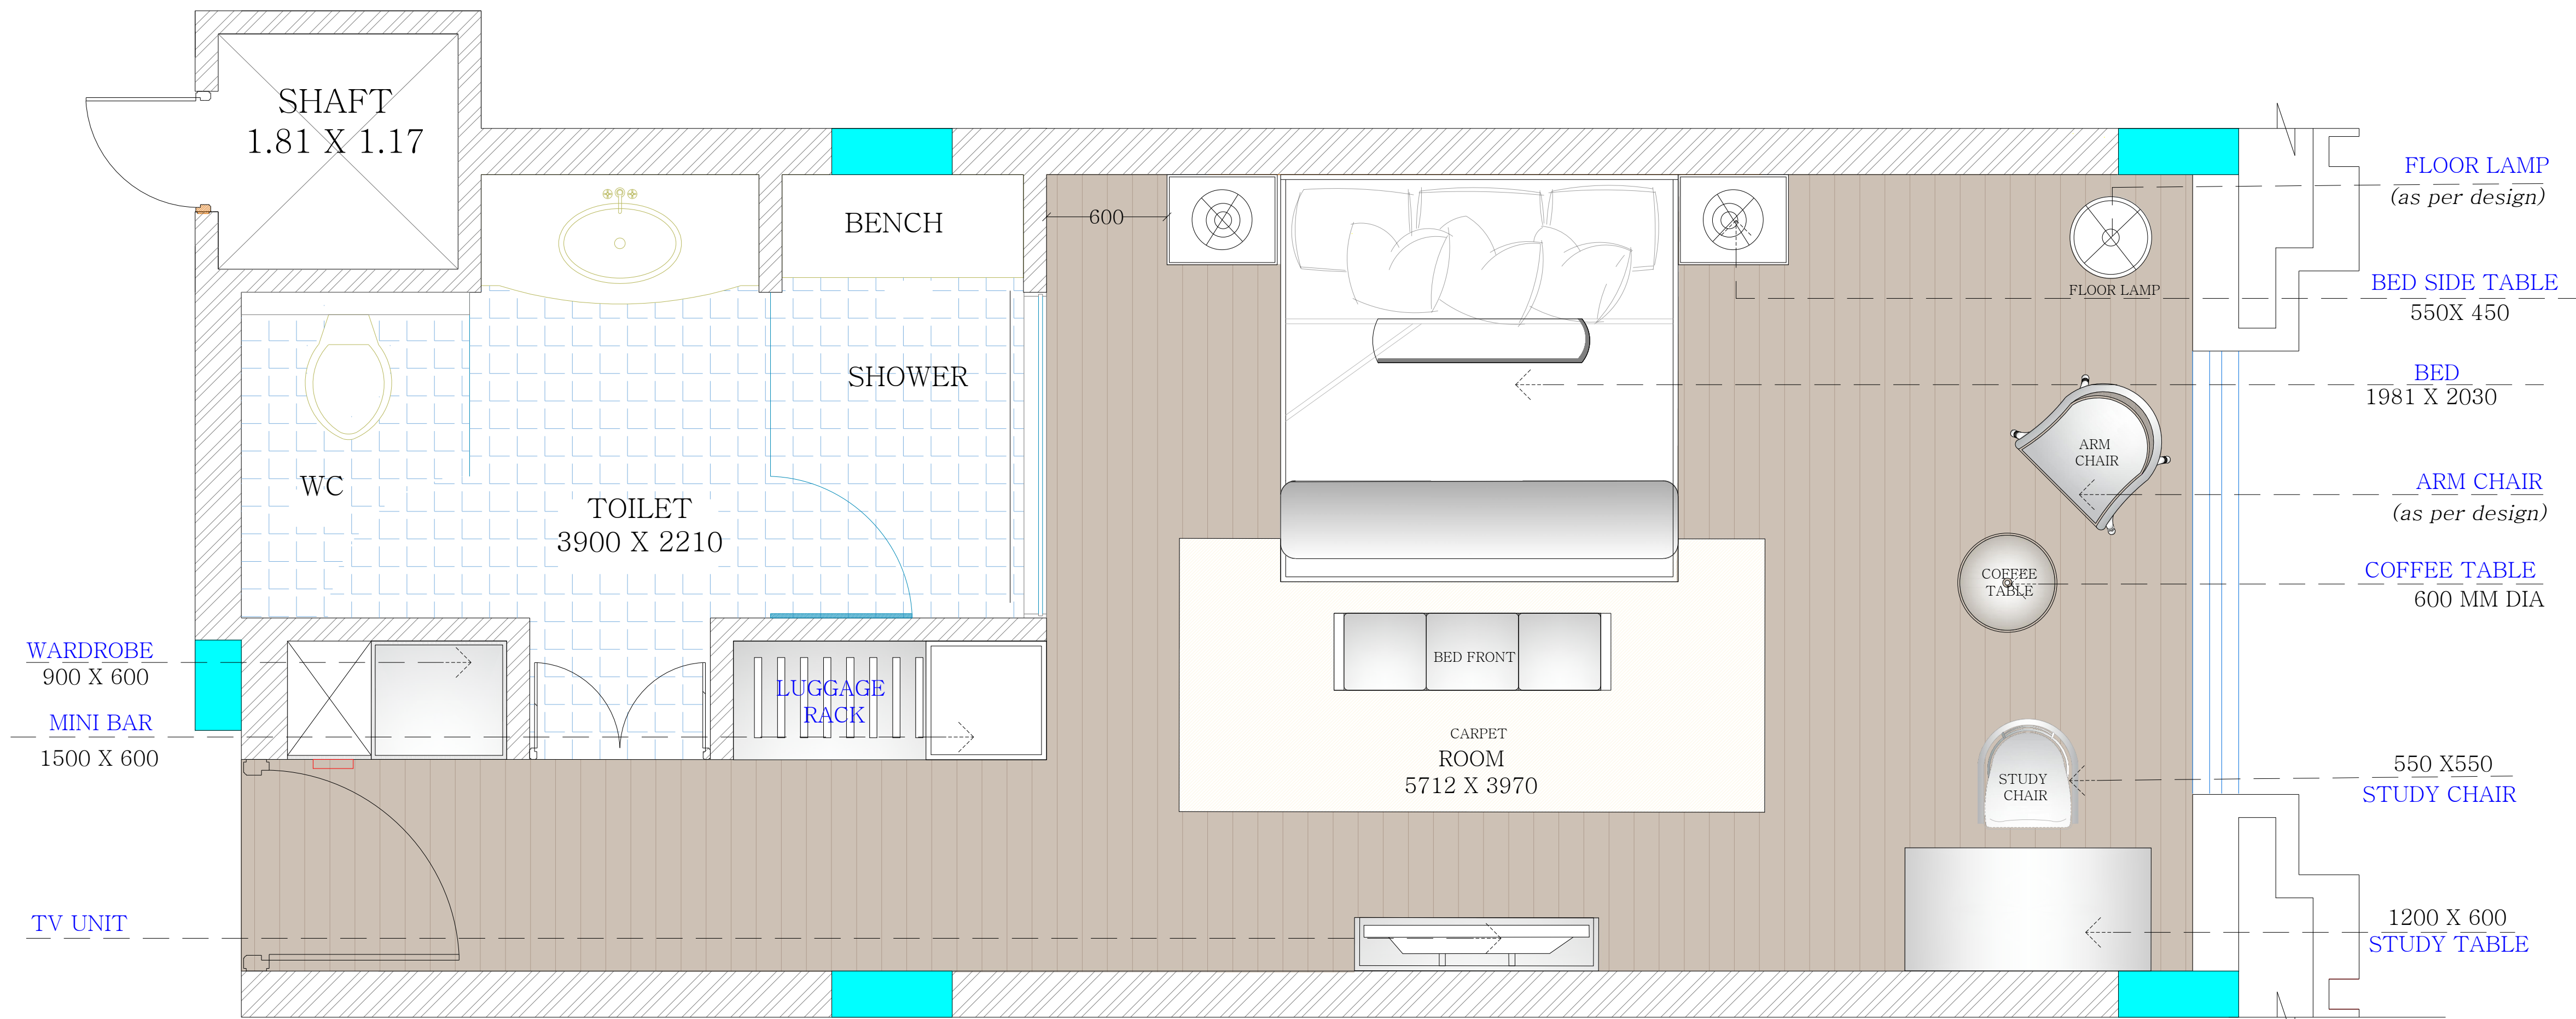 SHAFT
1.81 X 1.17
BENCH
600
SHOWER
WC
TOILET
3900 X 2210
WARDROBE
900 X 600
MINI BAR
1500 X 600
TV UNIT
LUGGAGE
RACK
BED FRONT
CARPET
ROOM
5712 X 3970
FLOOR LAMP
ARM
CHAIR
COFFEE
TABLE
STUDY
CHAIR
FLOOR LAMP
(as per design)
BED SIDE TABLE
550X 450
BED
1981 X 2030
ARM CHAIR
(as per design)
COFFEE TABLE
600 MM DIA
550 X550
STUDY CHAIR
1200 X 600
STUDY TABLE